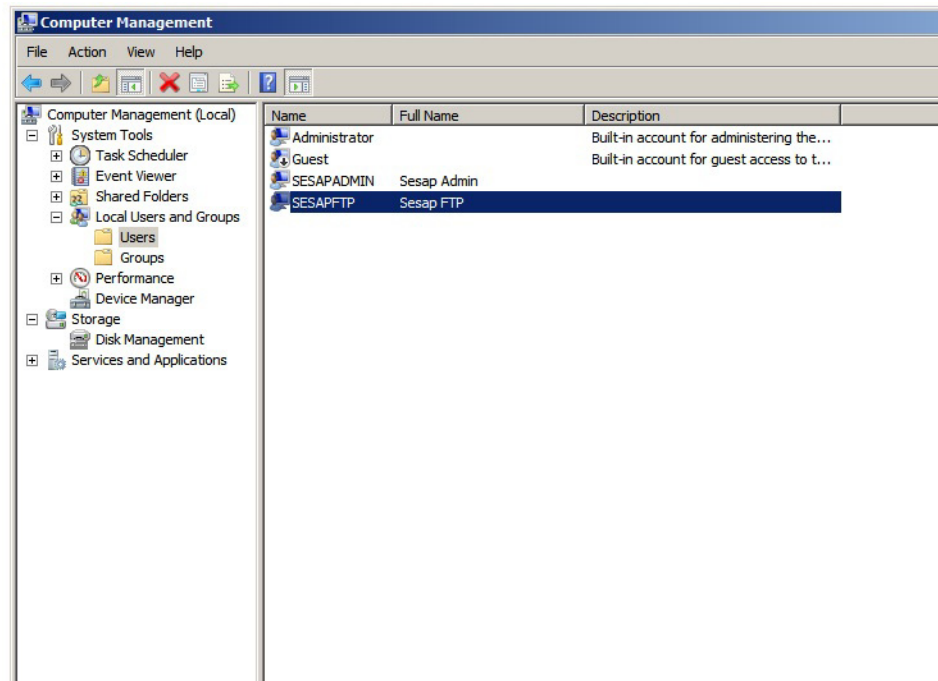 Computer Management
File Action View Help
Computer Management (Local)
System Tools
Task Scheduler
Event Viewer
Shared Folders
Local Users and Groups
Users
Groups
Performance
Device Manager
Storage
Disk Management
Services and Applications
Name Full Name Description
Administrator Built-in account for administering the...
Guest Built-in account for guest access to t...
SESAPADMIN Sesap Admin
SESAPFTP Sesap FTP